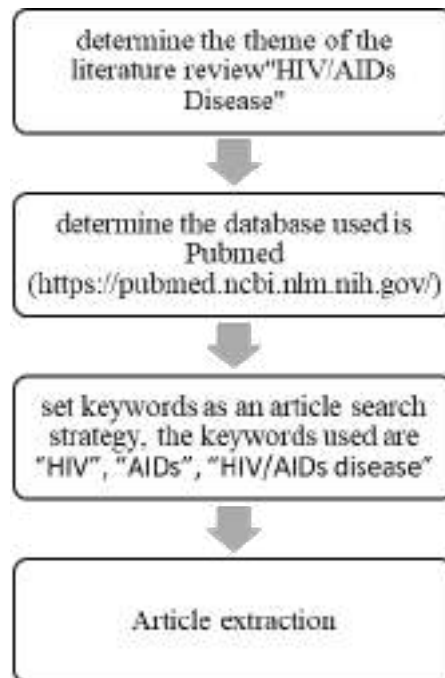 determine the theme of the
literature review"HIV/AIDs
Disease"
determine the database used is
Pubmed
(https://pubmed.ncbi.nlm.nih.gov/)
set keywords as an article search
strategy, the keywords used are
"HIV", "AIDs", "HIV/AIDs disease"
Article extraction